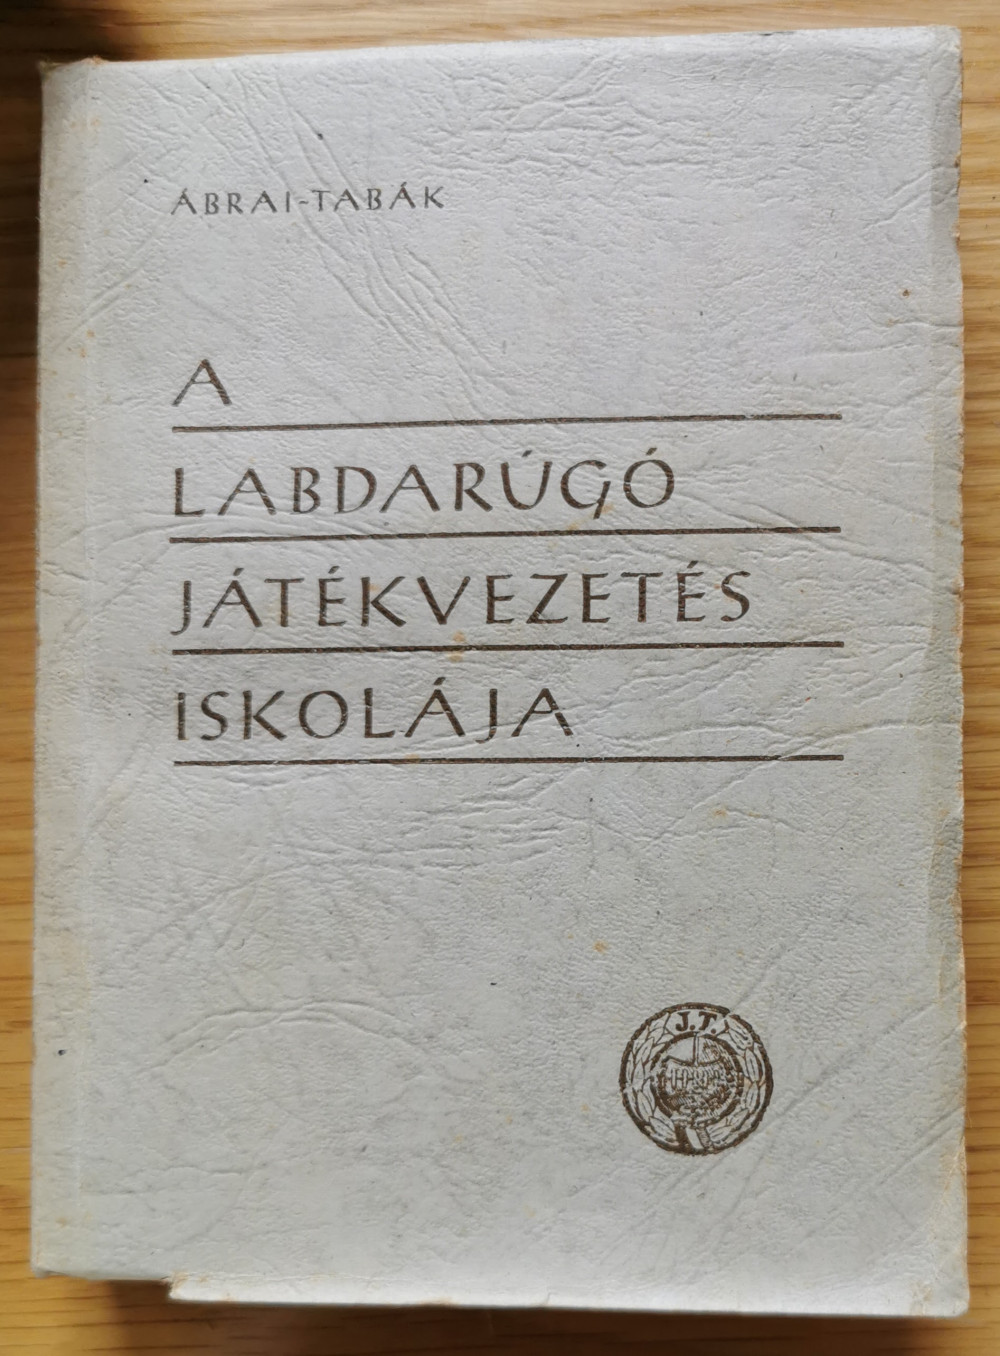 ÁBRAI-TABÁK
A
LABDARÚGÓ
JÁTÉKVEZETÉS
ISKOLÁJA
J.T.